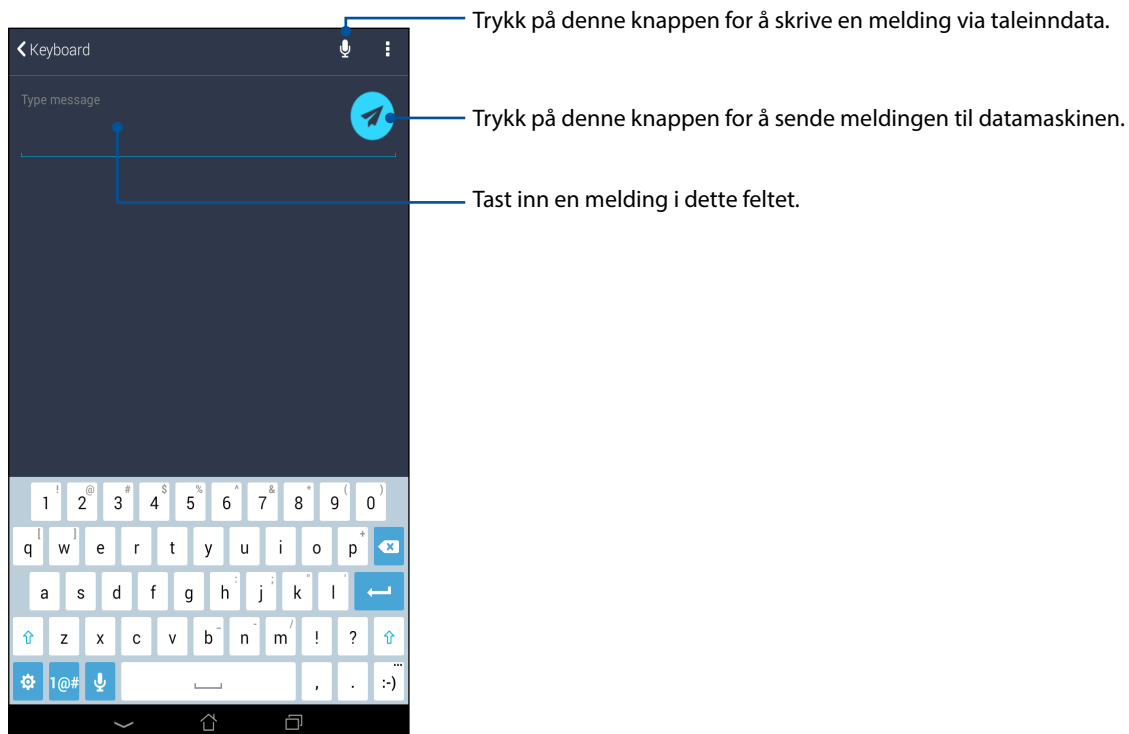 Trykk på denne knappen for å skrive en melding via taleinndata.
Keyboard
Type message
Trykk på denne knappen for å sende meldingen til datamaskinen.
Tast inn en melding i dette feltet.
1 ! 2 @ 3 # 4 $ 5 % 6 ^ 7 & 8 * 9 ( 0 )
q [ w ] e r t y u i o p +
a s d f g h : j ; k " l '
z x c v b _ n - m / ! ?
1@# , . :-) ...